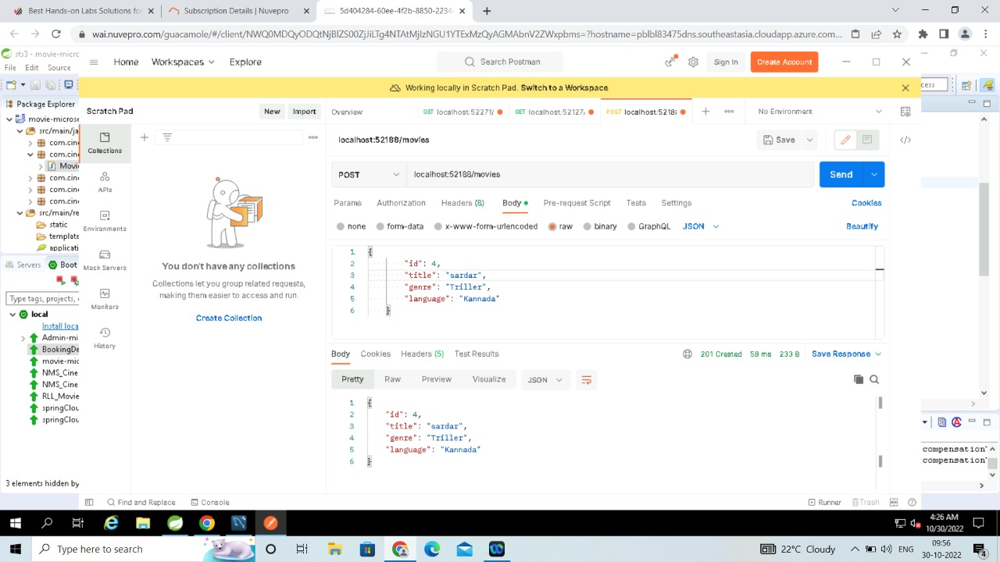 Best Landing Page Solutions for
guacamole
5d404284-ef2b-8850-2234
wai.nuvepro.com/guacamole/#/client/
?hostname=pblbl83475dns.southeastasia.cloudapp.azure.com...
sts3 - movie-micro
File Edit Source
Package Explorer
movie-microse
src/main/ja
com.cin
com.cin
Movi
com.cin
com.cin
com.cin
src/main/re
static
template
applicati
Servers Boot
Type tags, projects,
local
Install loca
Admin-mi
BookingDe
movie-mic
NMS_Cine
NMS_Cine
RLL_Movie
springClou
springClou
3 elements hidden by
Home Workspaces Explore
Search Postman
Sign In Create Account
Working locally in Scratch Pad. Switch to a Workspace
Scratch Pad New Import
Overview GET localhost:52271/ GET localhost:52127/ POST localhost:5218 No Environment
Collections
APIs
Environments
Mock Servers
Monitors
History
You don't have any collections
Collections let you group related requests,
making them easier to access and run.
Create Collection
localhost:52188/movies Save
POST localhost:52188/movies Send
Params Authorization Headers (8) Body Pre-request Script Tests Settings Cookies
none form-data x-www-form-urlencoded raw binary GraphQL JSON Beautify
1 {
2 "id": 4,
3 "title": "sardar",
4 "genre": "Triller",
5 "language": "Kannada"
6 }
Body Cookies Headers (5) Test Results 201 Created 58 ms 233 B Save Response
Pretty Raw Preview Visualize JSON
1 {
2 "id": 4,
3 "title": "sardar",
4 "genre": "Triller",
5 "language": "Kannada"
6 }
Find and Replace Console Runner Trash
cess
compensation'
compensation'
4:26 AM
10/30/2022
Type here to search 22°C Cloudy ENG
09:56
30-10-2022
4